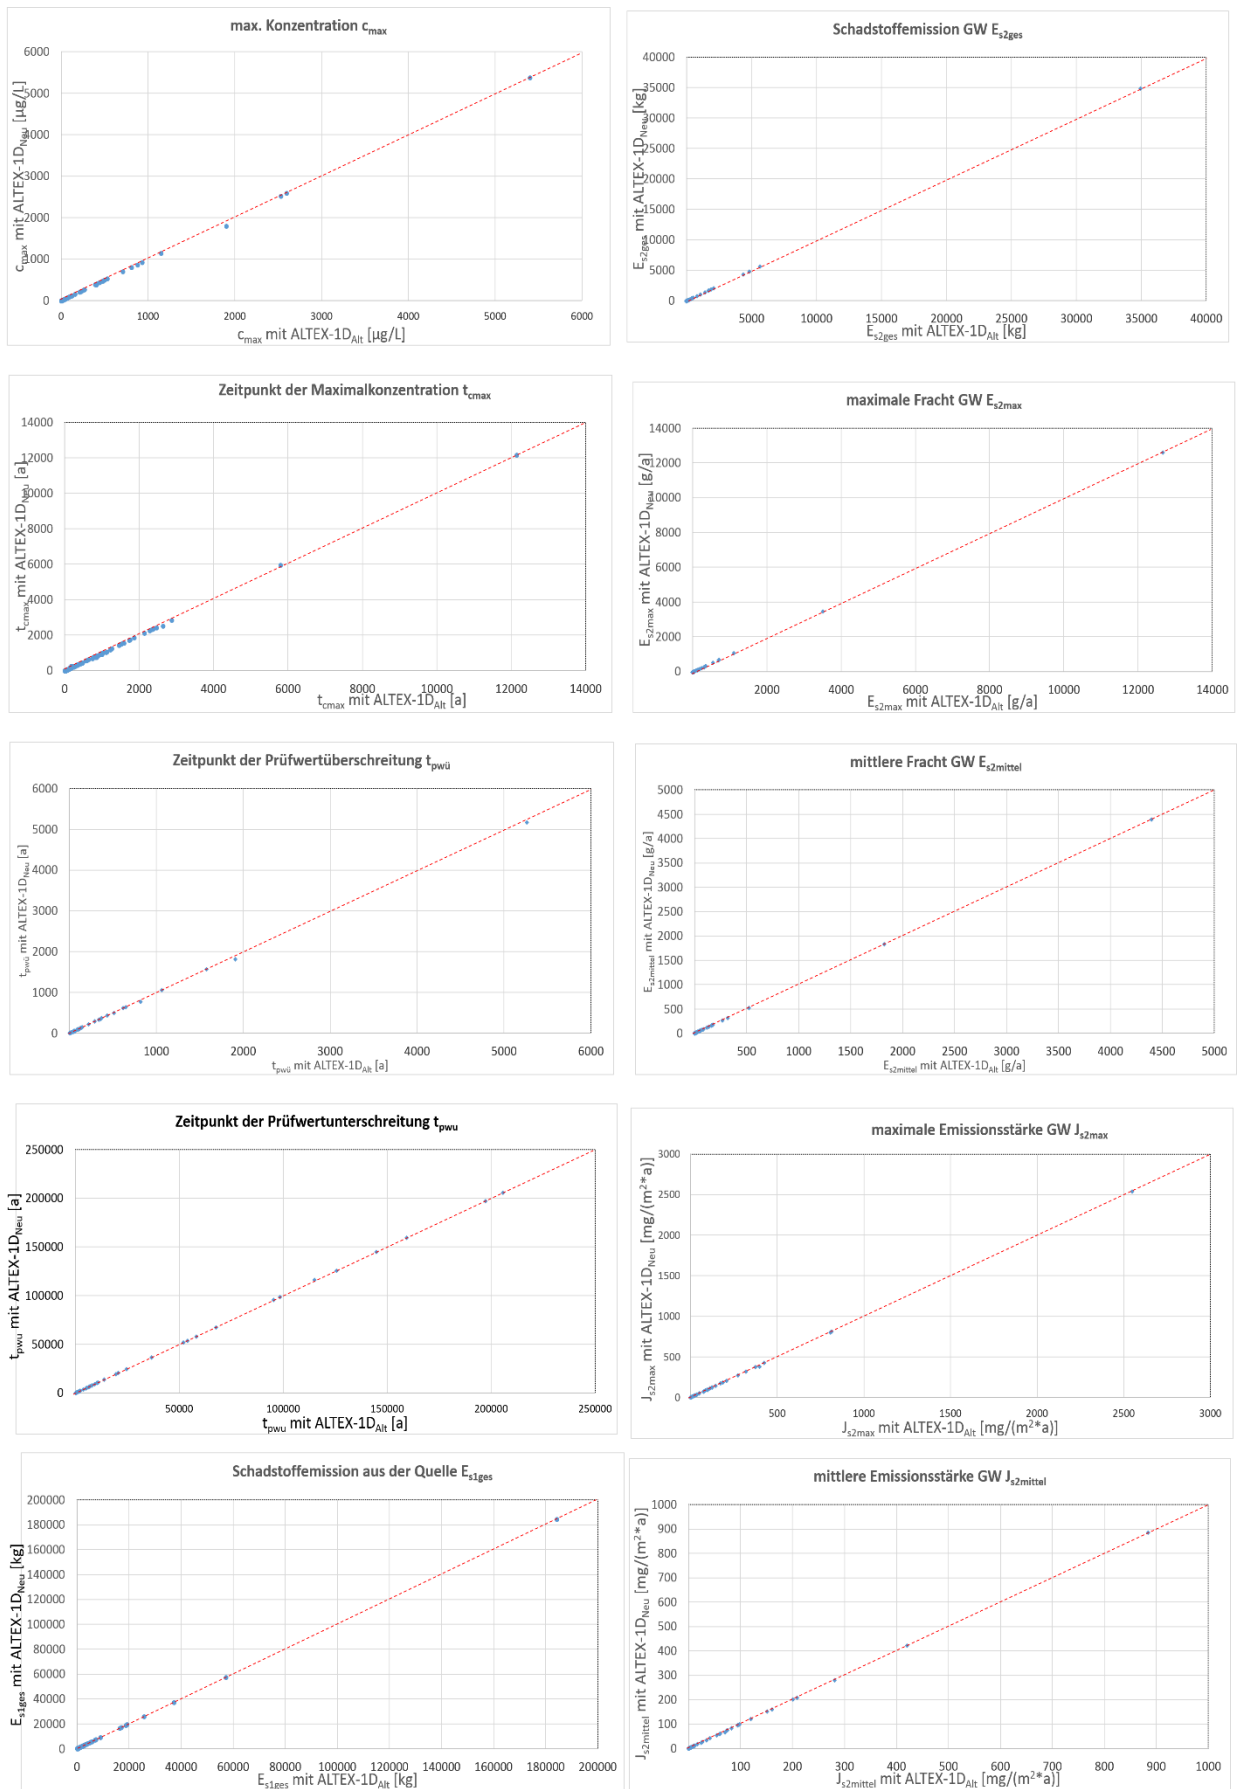 max. Konzentration cmax
6000
5000
4000
3000
2000
1000
0
0 1000 2000 3000 4000 5000 6000
cmax mit ALTEX-1DNeu [µg/L]
cmax mit ALTEX-1DAlt [µg/L]
Schadstoffemission GW Es2ges
40000
35000
30000
25000
20000
15000
10000
5000
0
5000 10000 15000 20000 25000 30000 35000 40000
Es2ges mit ALTEX-1DNeu [kg]
Es2ges mit ALTEX-1DAlt [kg]
Zeitpunkt der Maximalkonzentration tcmax
14000
12000
10000
8000
6000
4000
2000
0
0 2000 4000 6000 8000 10000 12000 14000
tcmax mit ALTEX-1DNeu [a]
tcmax mit ALTEX-1DAlt [a]
maximale Fracht GW Es2max
14000
12000
10000
8000
6000
4000
2000
0
2000 4000 6000 8000 10000 12000 14000
Es2max mit ALTEX-1DNeu [g/a]
Es2max mit ALTEX-1DAlt [g/a]
Zeitpunkt der Prüfwertüberschreitung tpwü
6000
5000
4000
3000
2000
1000
0
1000 2000 3000 4000 5000 6000
tpwü mit ALTEX-1DNeu [a]
tpwü mit ALTEX-1DAlt [a]
mittlere Fracht GW Es2mittel
5000
4500
4000
3500
3000
2500
2000
1500
1000
500
0
500 1000 1500 2000 2500 3000 3500 4000 4500 5000
Es2mittel mit ALTEX-1DNeu [g/a]
Es2mittel mit ALTEX-1DAlt [g/a]
Zeitpunkt der Prüfwertunterschreitung tpwu
250000
200000
150000
100000
50000
0
50000 100000 150000 200000 250000
tpwu mit ALTEX-1DNeu [a]
tpwu mit ALTEX-1DAlt [a]
maximale Emissionsstärke GW Js2max
3000
2500
2000
1500
1000
500
0
500 1000 1500 2000 2500 3000
Js2max mit ALTEX-1DNeu [mg/(m²*a)]
Js2max mit ALTEX-1DAlt [mg/(m²*a)]
Schadstoffemission aus der Quelle Es1ges
200000
180000
160000
140000
120000
100000
80000
60000
40000
20000
0
0 20000 40000 60000 80000 100000 120000 140000 160000 180000 200000
Es1ges mit ALTEX-1DNeu [kg]
Es1ges mit ALTEX-1DAlt [kg]
mittlere Emissionsstärke GW Js2mittel
1000
900
800
700
600
500
400
300
200
100
0
100 200 300 400 500 600 700 800 900 1000
Js2mittel mit ALTEX-1DNeu [mg/(m²*a)]
Js2mittel mit ALTEX-1DAlt [mg/(m²*a)]